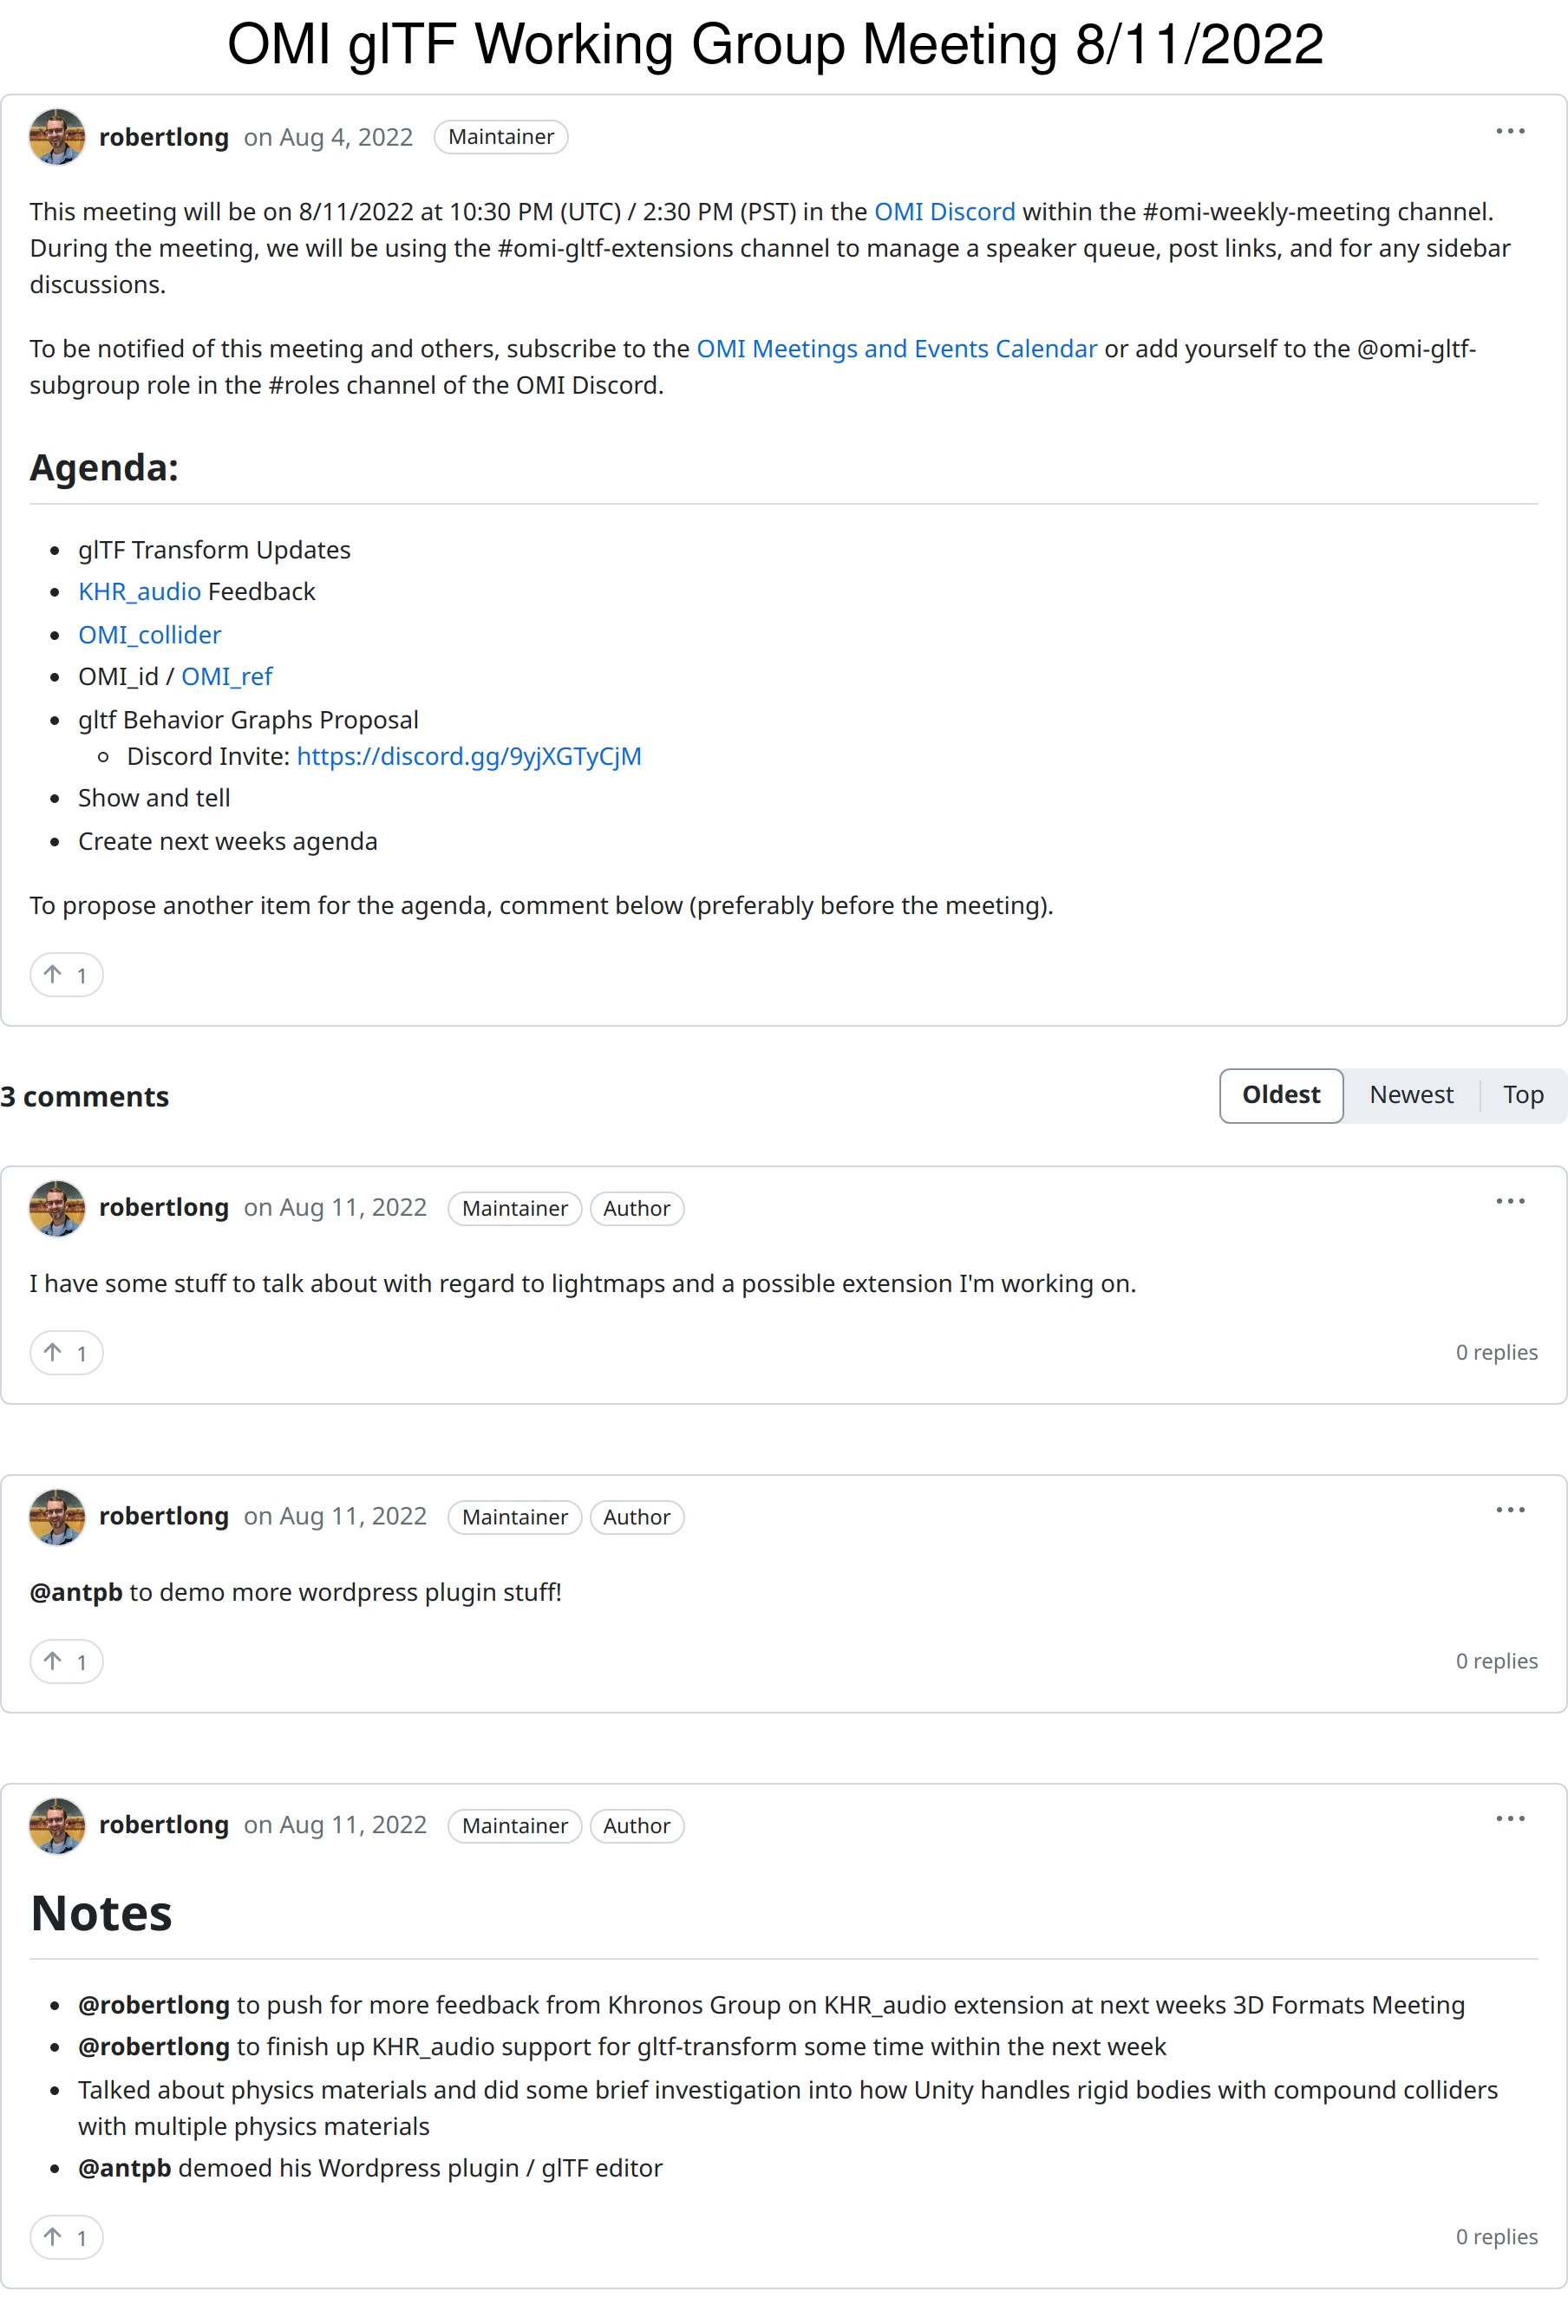 OMI glTF Working Group Meeting 8/11/2022
robertlong on Aug 4, 2022 Maintainer
This meeting will be on 8/11/2022 at 10:30 PM (UTC) / 2:30 PM (PST) in the OMI Discord within the #omi-weekly-meeting channel.
During the meeting, we will be using the #omi-gltf-extensions channel to manage a speaker queue, post links, and for any sidebar
discussions.
To be notified of this meeting and others, subscribe to the OMI Meetings and Events Calendar or add yourself to the @omi-gltf-
subgroup role in the #roles channel of the OMI Discord.
Agenda:
• glTF Transform Updates
• KHR_audio Feedback
• OMI_collider
• OMI_id / OMI_ref
• gltf Behavior Graphs Proposal
◦ Discord Invite: https://discord.gg/9yjXGTyCjM
• Show and tell
• Create next weeks agenda
To propose another item for the agenda, comment below (preferably before the meeting).
↑ 1
3 comments
Oldest Newest Top
robertlong on Aug 11, 2022 Maintainer Author
I have some stuff to talk about with regard to lightmaps and a possible extension I'm working on.
↑ 1 0 replies
robertlong on Aug 11, 2022 Maintainer Author
@antpb to demo more wordpress plugin stuff!
↑ 1 0 replies
robertlong on Aug 11, 2022 Maintainer Author
Notes
• @robertlong to push for more feedback from Khronos Group on KHR_audio extension at next weeks 3D Formats Meeting
• @robertlong to finish up KHR_audio support for gltf-transform some time within the next week
• Talked about physics materials and did some brief investigation into how Unity handles rigid bodies with compound colliders
with multiple physics materials
• @antpb demoed his Wordpress plugin / glTF editor
↑ 1 0 replies